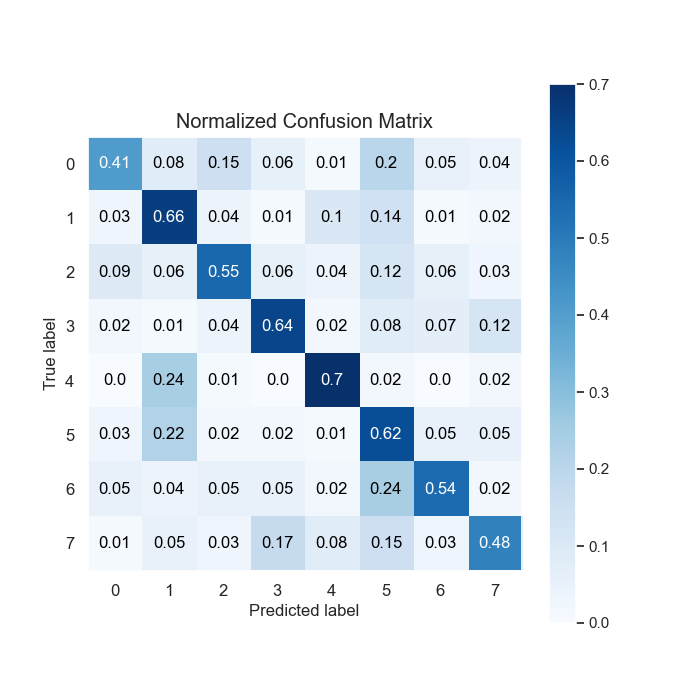 Normalized Confusion Matrix
0 0.41 0.08 0.15 0.06 0.01 0.2 0.05 0.04
1 0.03 0.66 0.04 0.01 0.1 0.14 0.01 0.02
2 0.09 0.06 0.55 0.06 0.04 0.12 0.06 0.03
3 0.02 0.01 0.04 0.64 0.02 0.08 0.07 0.12
4 0.0 0.24 0.01 0.0 0.7 0.02 0.0 0.02
5 0.03 0.22 0.02 0.02 0.01 0.62 0.05 0.05
6 0.05 0.04 0.05 0.05 0.02 0.24 0.54 0.02
7 0.01 0.05 0.03 0.17 0.08 0.15 0.03 0.48
0 1 2 3 4 5 6 7
Predicted label
True label
0.7
0.6
0.5
0.4
0.3
0.2
0.1
0.0